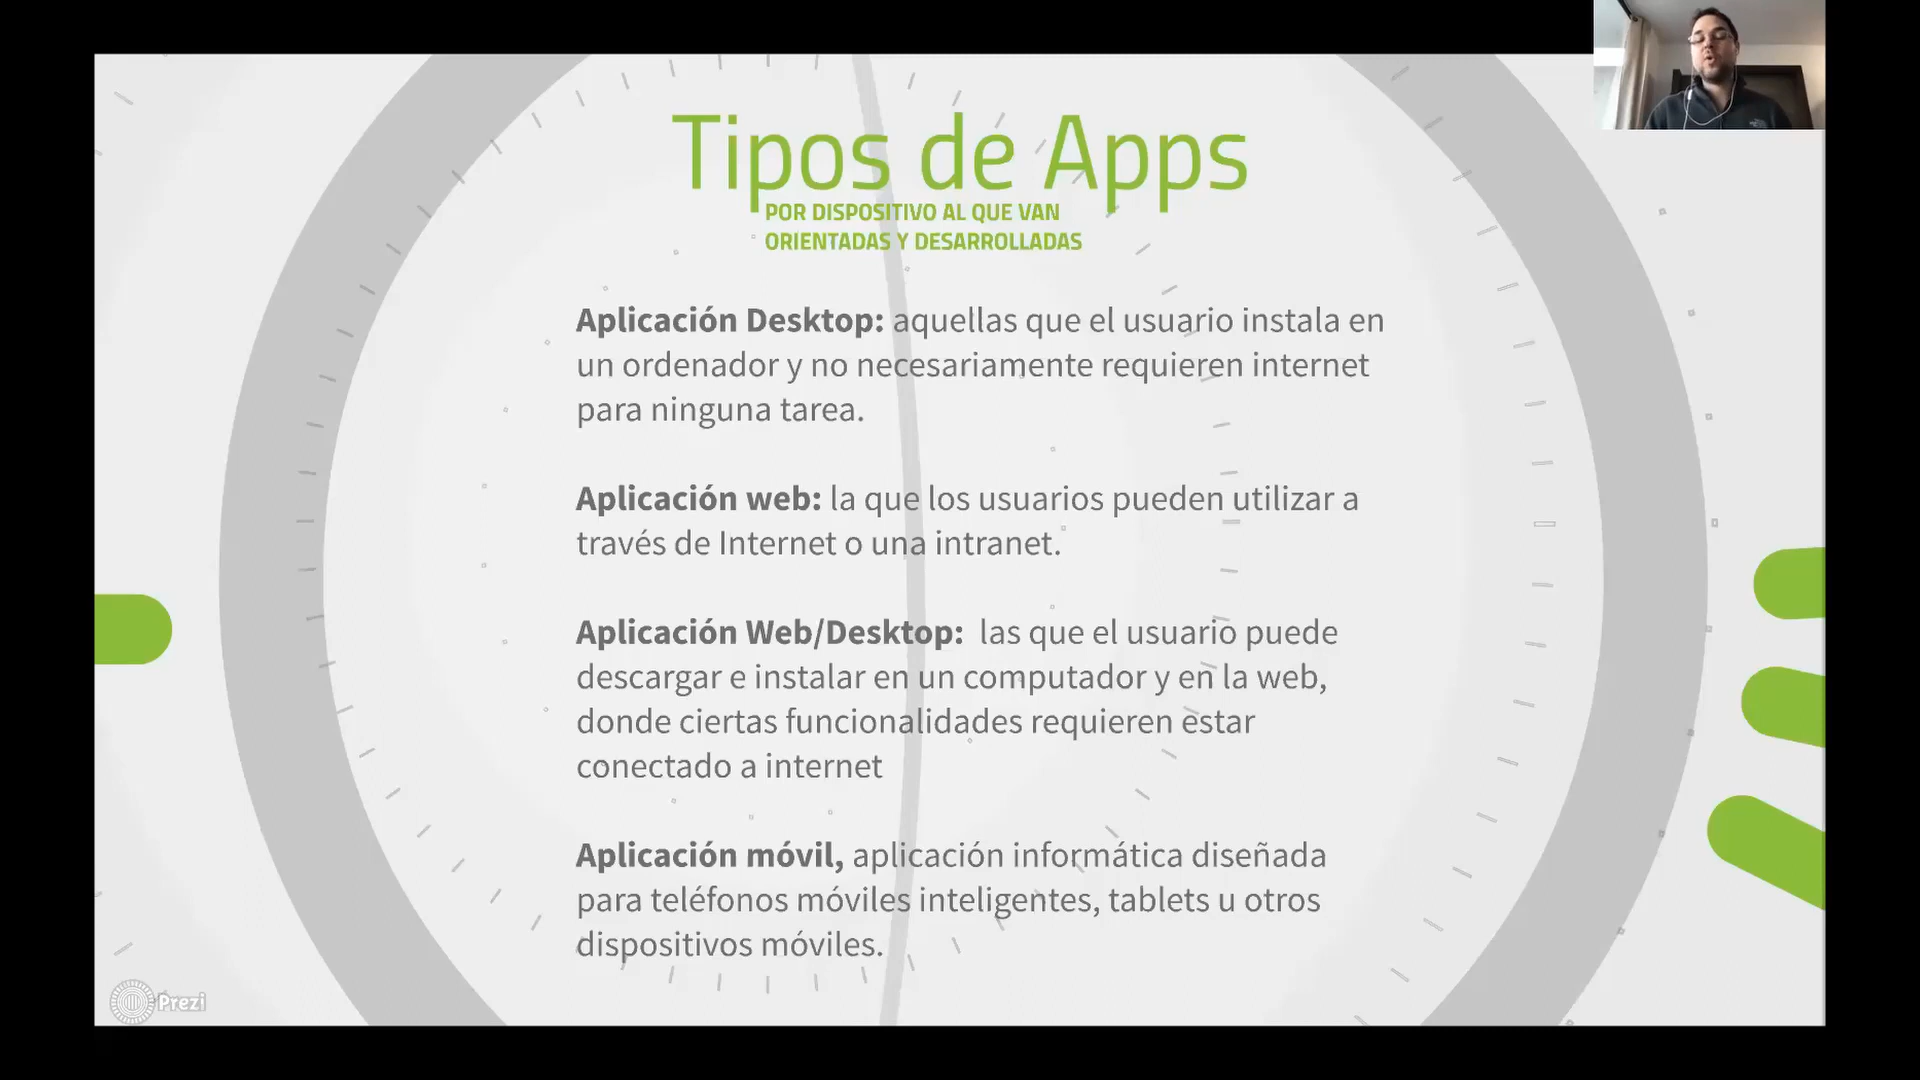 Tipos de Apps
POR DISPOSITIVO AL QUE VAN
ORIENTADAS Y DESARROLLADAS
Aplicación Desktop: aquellas que el usuario instala en
un ordenador y no necesariamente requieren internet
para ninguna tarea.
Aplicación web: la que los usuarios pueden utilizar a
través de Internet o una intranet.
Aplicación Web/Desktop: las que el usuario puede
descargar e instalar en un computador y en la web,
donde ciertas funcionalidades requieren estar
conectado a internet
Aplicación móvil, aplicación informática diseñada
para teléfonos móviles inteligentes, tablets u otros
dispositivos móviles.
Prezi